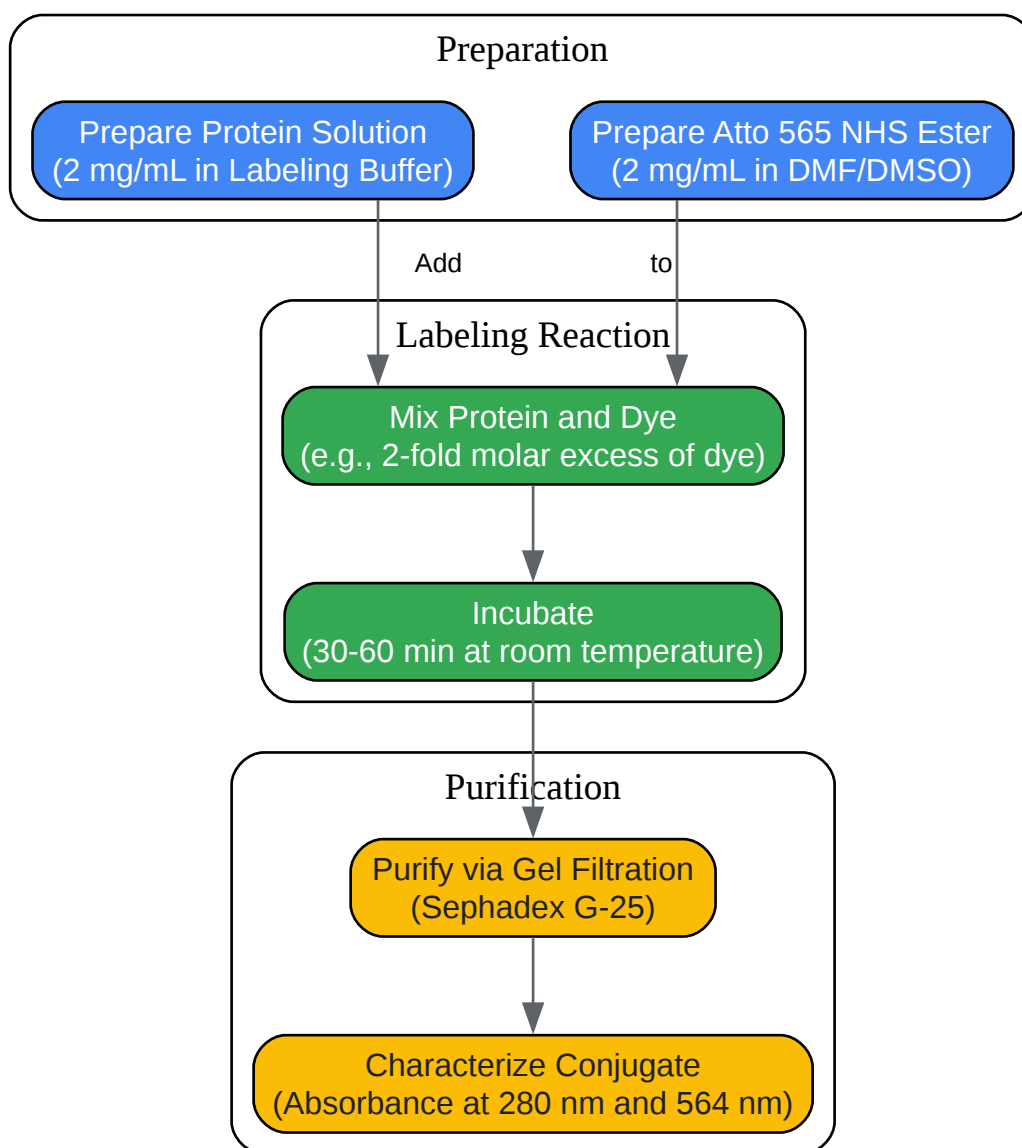 Preparation
Prepare Protein Solution
(2 mg/mL in Labeling Buffer)
Prepare Atto 565 NHS Ester
(2 mg/mL in DMF/DMSO)
Add
to
Labeling Reaction
Mix Protein and Dye
(e.g., 2-fold molar excess of dye)
Incubate
(30-60 min at room temperature)
Purification
Purify via Gel Filtration
(Sephadex G-25)
Characterize Conjugate
(Absorbance at 280 nm and 564 nm)